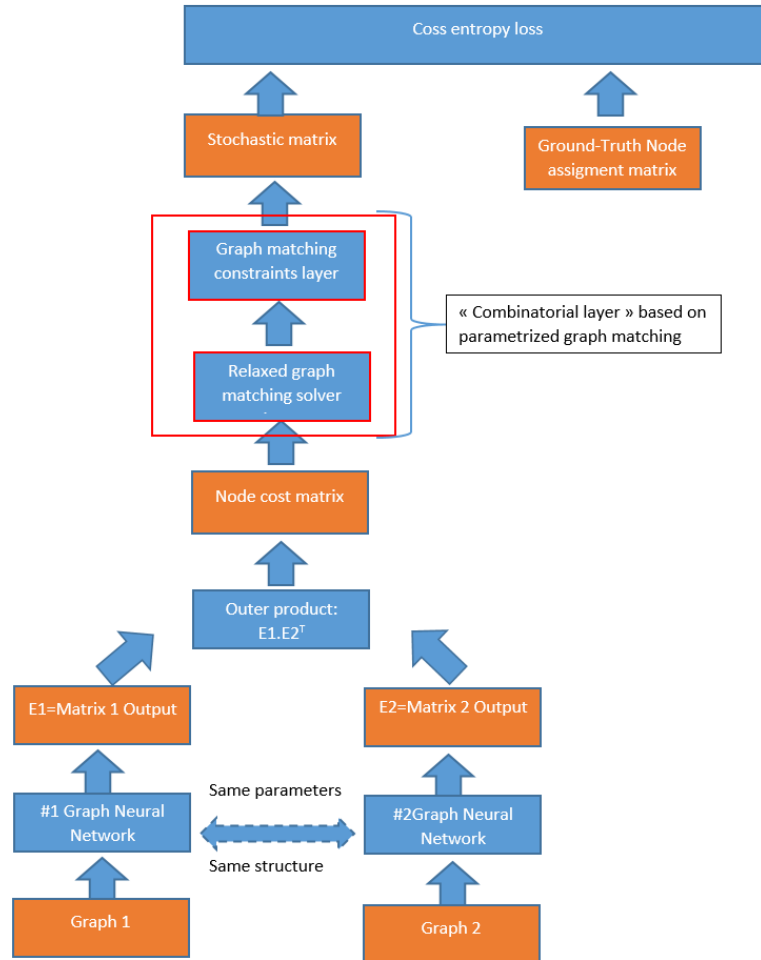 Coss entropy loss
Stochastic matrix
Ground-Truth Node
assigment matrix
Graph matching
constraints layer
« Combinatorial layer » based on
parametrized graph matching
Relaxed graph
matching solver
Node cost matrix
Outer product:
E1.E2ᵀ
E1=Matrix 1 Output
E2=Matrix 2 Output
Same parameters
#1 Graph Neural
Network
#2Graph Neural
Network
Same structure
Graph 1
Graph 2